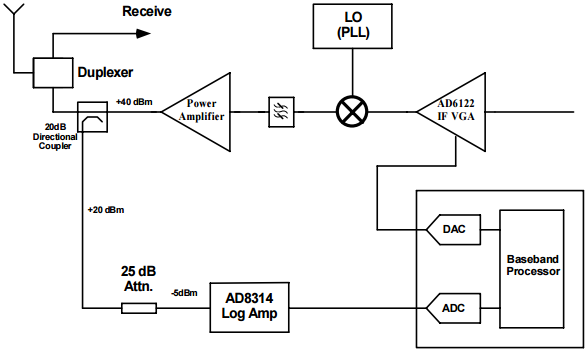 Receive
LO
(PLL)
Duplexer
+40 dBm
Power
Amplifier
AD6122
IF VGA
20dB
Directional
Coupler
+20 dBm
DAC
Baseband
Processor
25 dB
Attn.
-5dBm
AD8314
Log Amp
ADC